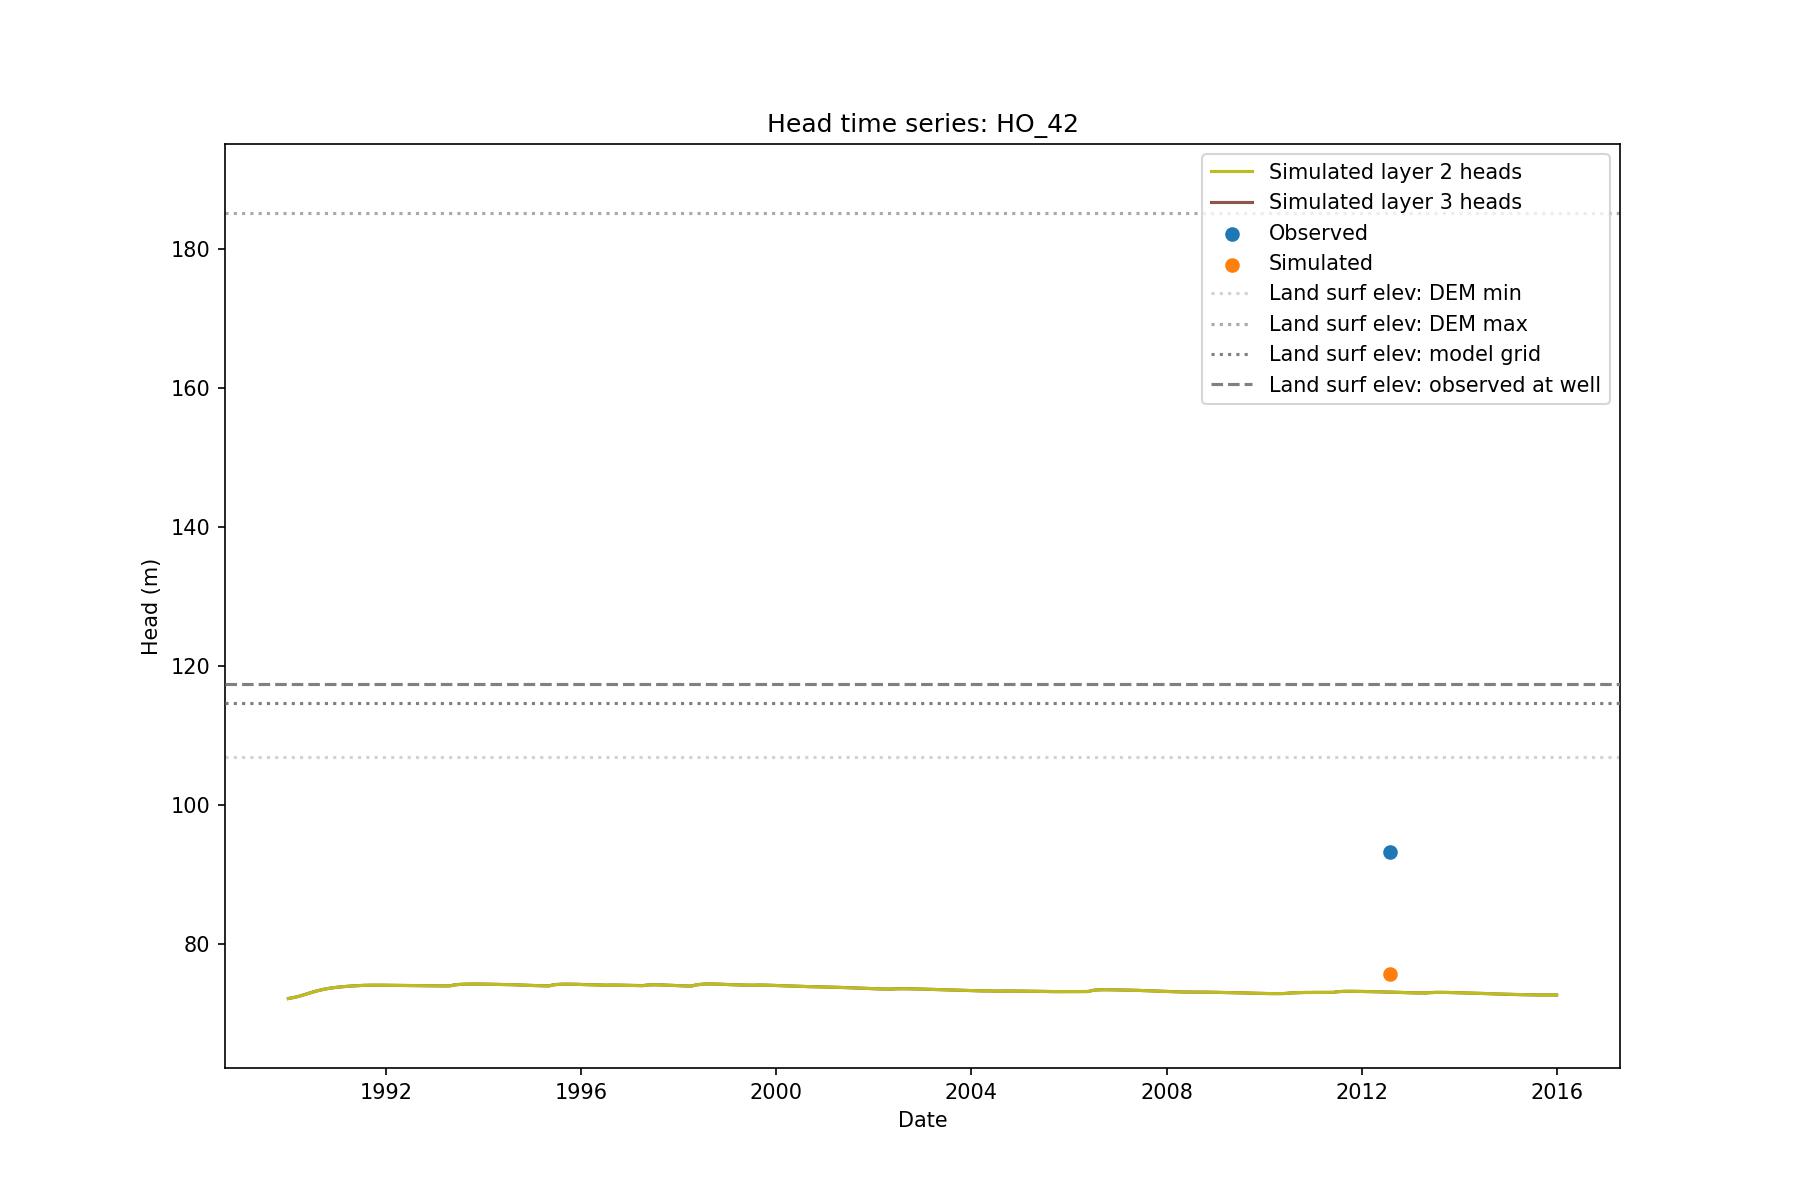 Head time series: HO_42
Simulated layer 2 heads
Simulated layer 3 heads
Observed
Simulated
Land surf elev: DEM min
Land surf elev: DEM max
Land surf elev: model grid
Land surf elev: observed at well
180
160
140
120
100
80
Head (m)
1992 1996 2000 2004 2008 2012 2016
Date